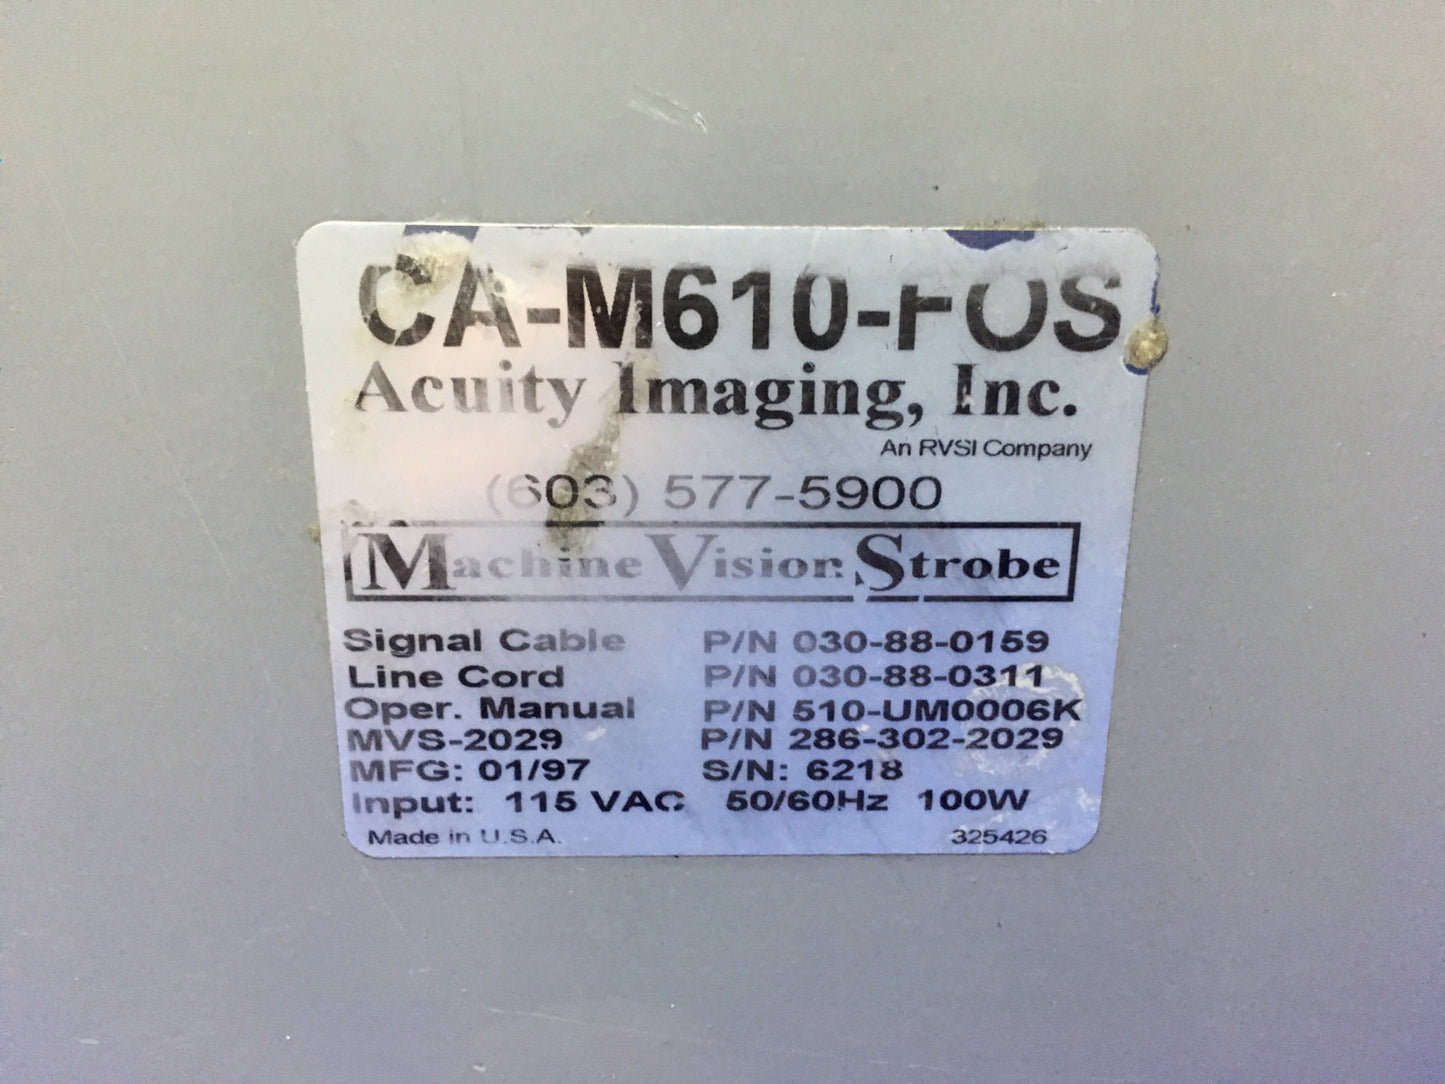 CA-M610-FOS
Acuity Imaging, Inc.
An RVSI Company
(603) 577-5900
Machine Vision Strobe
Signal Cable P/N 030-88-0159
Line Cord P/N 030-88-0311
Oper. Manual P/N 510-UM0006K
MVS-2029 P/N 286-302-2029
MFG: 01/97 S/N: 6218
Input: 115 VAC 50/60Hz 100W
Made in U.S.A. 325426